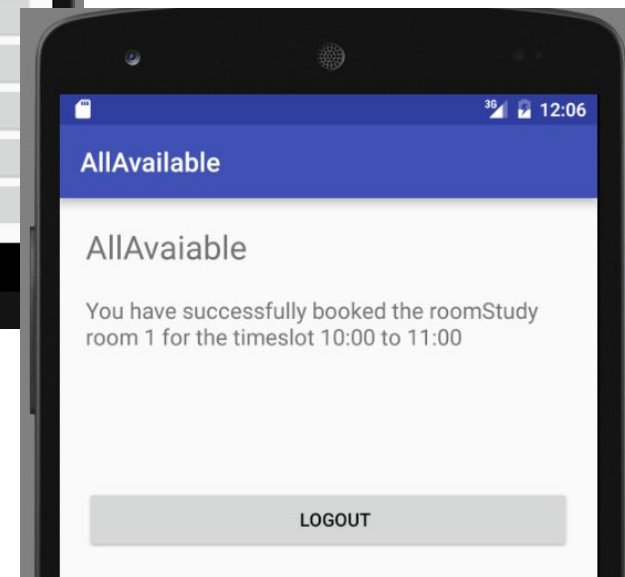 3G 12:06
AllAvailable
AllAvaiable
You have successfully booked the roomStudy
room 1 for the timeslot 10:00 to 11:00
LOGOUT